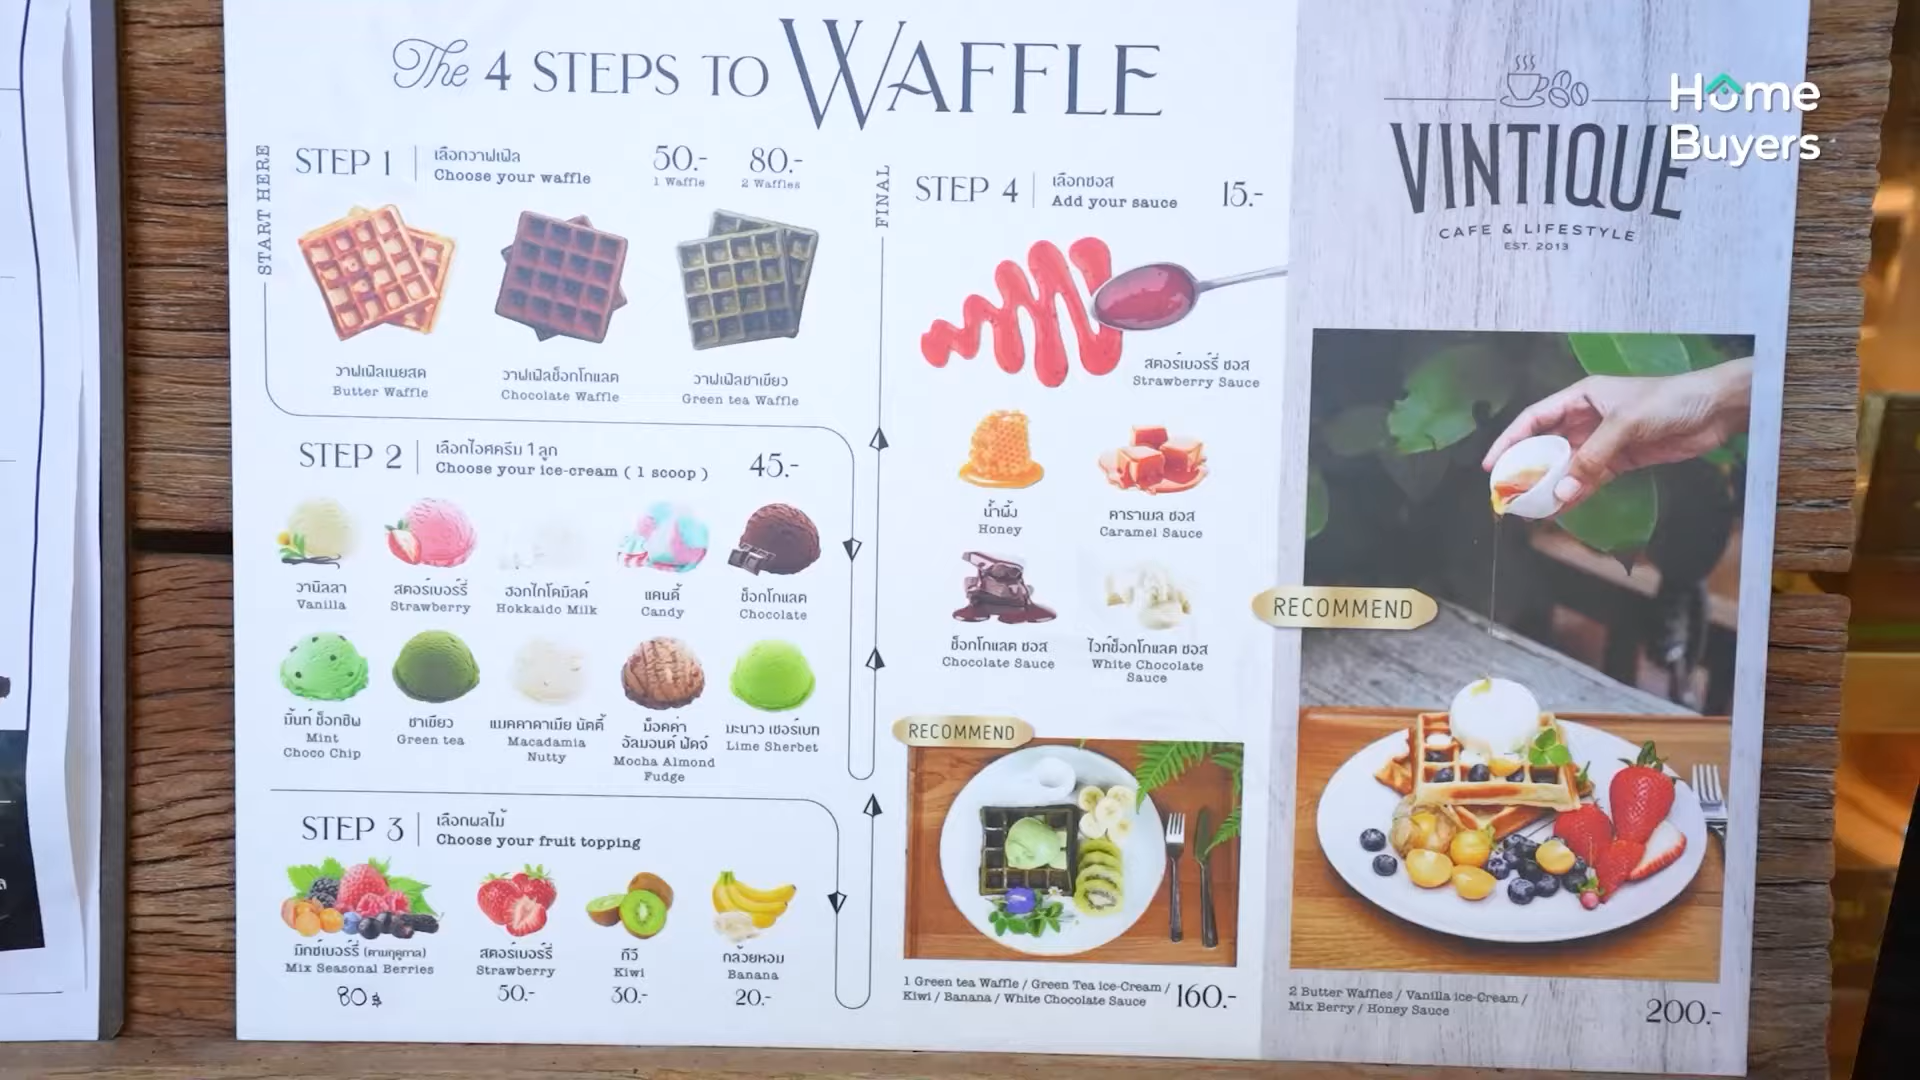 The 4 STEPS TO WAFFLE
START HERE
STEP 1
เลือกวาฟเฟิล
Choose your waffle
50.-
1 Waffle
80.-
2 Waffles
วาฟเฟิลเนยสด
Butter Waffle
วาฟเฟิลช็อกโกแลต
Chocolate Waffle
วาฟเฟิลชาเขียว
Green tea Waffle
STEP 2
เลือกไอศครีม 1 ลูก
Choose your ice-cream ( 1 scoop )
45.-
วานิลลา
Vanilla
สตอร์เบอร์รี่
Strawberry
ฮอกไกโดมิลค์
Hokkaido Milk
แคนดี้
Candy
ช็อกโกแลต
Chocolate
มิ้นท์ ช็อกชิพ
Mint
Choco Chip
ชาเขียว
Green tea
แมคคาดาเมีย นัตตี้
Macadamia
Nutty
ม็อคค่า
อัลมอนด์ ฟัดจ์
Mocha Almond
Fudge
มะนาว เชอร์เบท
Lime Sherbet
STEP 3
เลือกผลไม้
Choose your fruit topping
มิกซ์เบอร์รี่ (ตามฤดูกาล)
Mix Seasonal Berries
80฿
สตอร์เบอร์รี่
Strawberry
50.-
กีวี
Kiwi
30.-
กล้วยหอม
Banana
20.-
FINAL
STEP 4
เลือกซอส
Add your sauce
15.-
สตอร์เบอร์รี่ ซอส
Strawberry Sauce
น้ำผึ้ง
Honey
คาราเมล ซอส
Caramel Sauce
ช็อกโกแลต ซอส
Chocolate Sauce
ไวท์ช็อกโกแลต ซอส
White Chocolate
Sauce
RECOMMEND
1 Green tea Waffle / Green Tea ice-Cream /
Kiwi / Banana / White Chocolate Sauce
160.-
VINTIQUE
CAFE & LIFESTYLE
EST. 2013
RECOMMEND
2 Butter Waffles / Vanilla ice-Cream /
Mix Berry / Honey Sauce
200.-
Home
Buyers